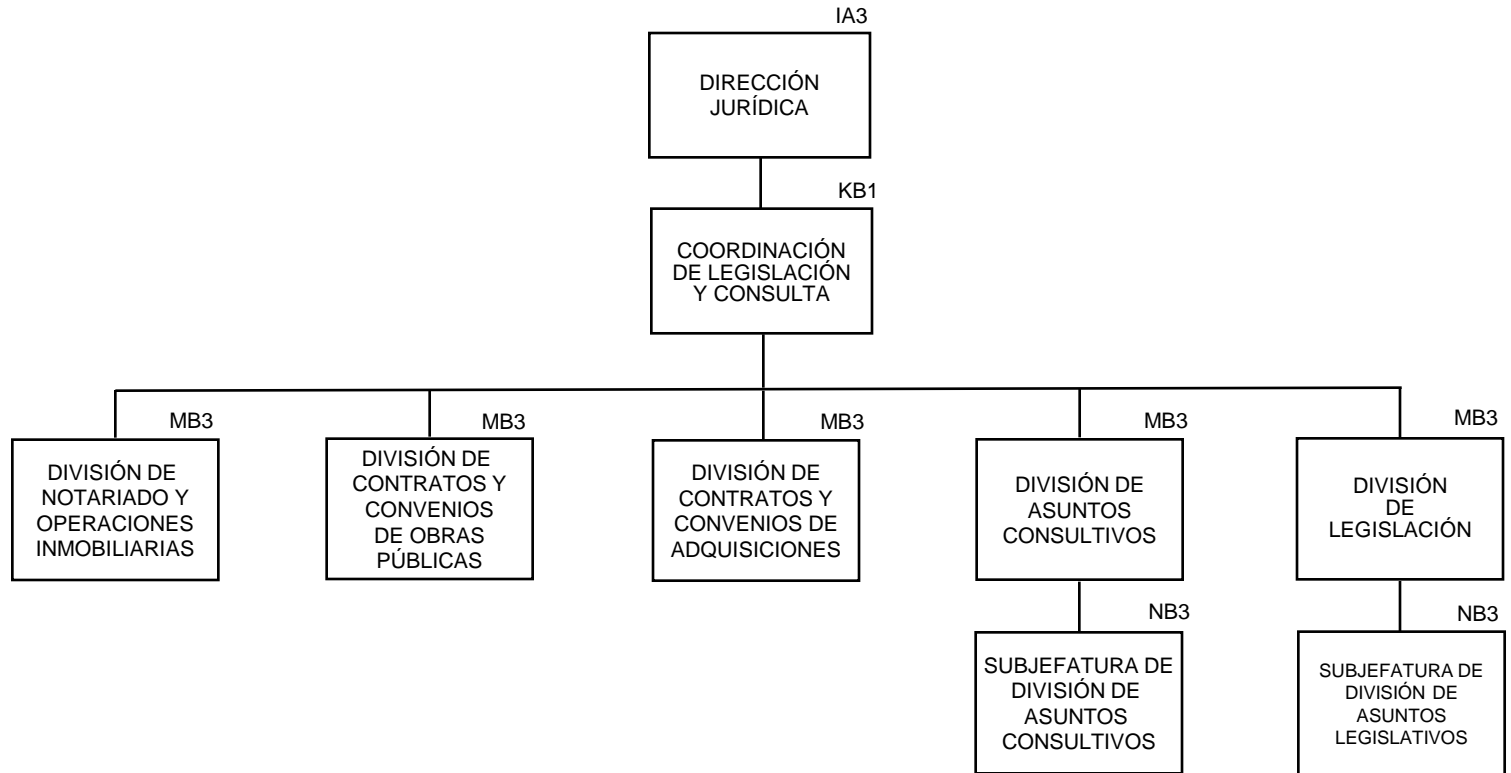 IA3
DIRECCIÓN
JURÍDICA
KB1
COORDINACIÓN
DE LEGISLACIÓN
Y CONSULTA
MB3
DIVISIÓN DE
NOTARIADO Y
OPERACIONES
INMOBILIARIAS
MB3
DIVISIÓN DE
CONTRATOS Y
CONVENIOS
DE OBRAS
PÚBLICAS
MB3
DIVISIÓN DE
CONTRATOS Y
CONVENIOS DE
ADQUISICIONES
MB3
DIVISIÓN DE
ASUNTOS
CONSULTIVOS
MB3
DIVISIÓN
DE
LEGISLACIÓN
NB3
SUBJEFATURA DE
DIVISIÓN DE
ASUNTOS
CONSULTIVOS
NB3
SUBJEFATURA DE
DIVISIÓN DE
ASUNTOS
LEGISLATIVOS